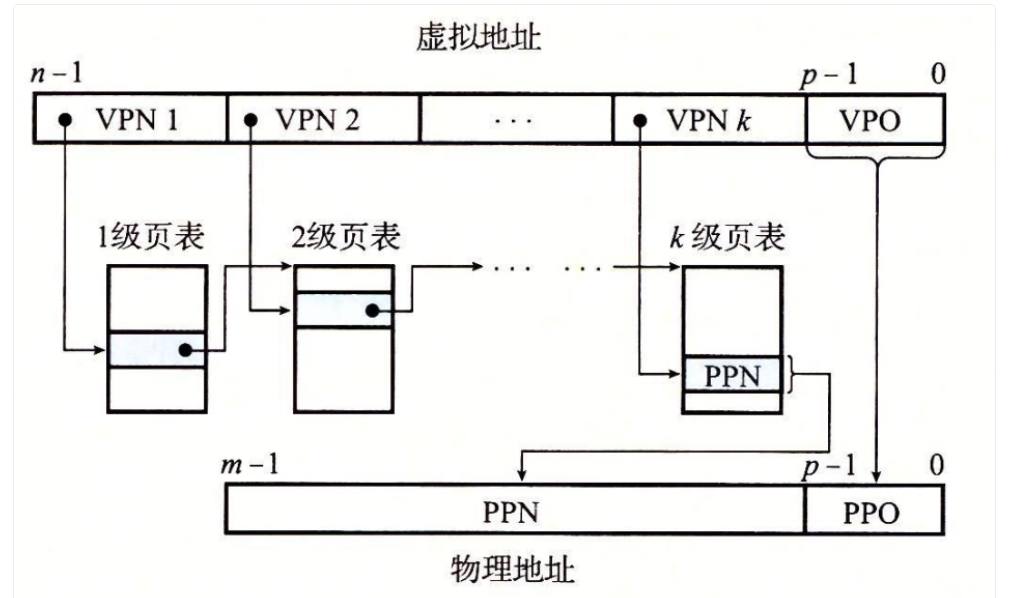 虚拟地址
n-1 p-1 0
VPN 1 VPN 2 ··· VPN k VPO
1级页表 2级页表 k 级页表
··· ···
PPN
m-1 p-1 0
PPN PPO
物理地址